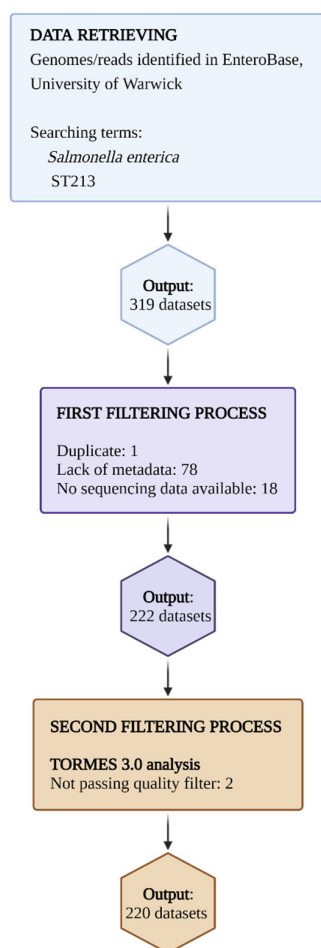 DATA RETRIEVING
Genomes/reads identified in EnteroBase,
University of Warwick
Searching terms:
Salmonella enterica
ST213
Output:
319 datasets
FIRST FILTERING PROCESS
Duplicate: 1
Lack of metadata: 78
No sequencing data available: 18
Output:
222 datasets
SECOND FILTERING PROCESS
TORMES 3.0 analysis
Not passing quality filter: 2
Output:
220 datasets